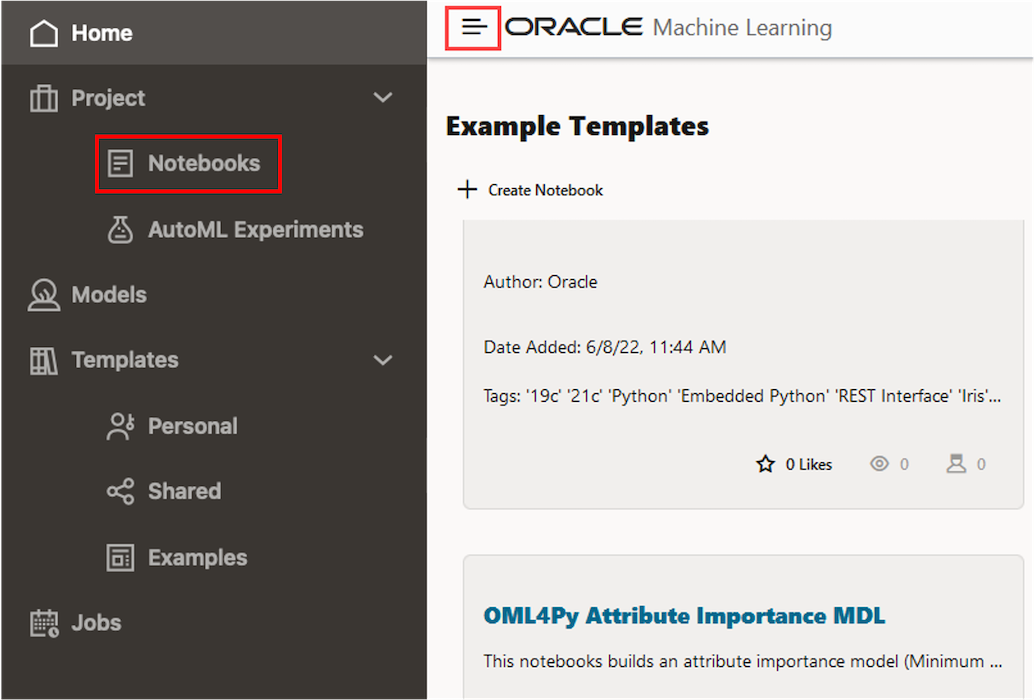 Home
Project
Notebooks
AutoML Experiments
Models
Templates
Personal
Shared
Examples
Jobs
ORACLE Machine Learning
Example Templates
Create Notebook
Author: Oracle
Date Added: 6/8/22, 11:44 AM
Tags: '19c' '21c' 'Python' 'Embedded Python' 'REST Interface' 'Iris'...
0 Likes 0 0
OML4Py Attribute Importance MDL
This notebooks builds an attribute importance model (Minimum ...